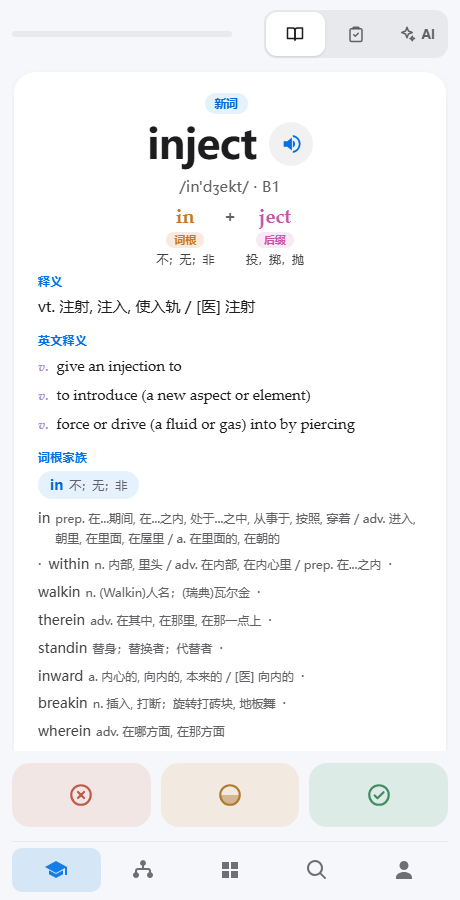 AI
新词
inject
/in'dʒekt/ · B1
in + ject
词根 后缀
不; 无; 非 投, 掷, 抛
释义
vt. 注射, 注入, 使入轨 / [医] 注射
英文释义
v. give an injection to
v. to introduce (a new aspect or element)
v. force or drive (a fluid or gas) into by piercing
词根家族
in 不; 无; 非
in prep. 在...期间, 在...之内, 处于...之中, 从事于, 按照, 穿着 / adv. 进入,
朝里, 在里面, 在屋里 / a. 在里面的, 在朝的
· within n. 内部, 里头 / adv. 在内部, 在内心里 / prep. 在...之内 ·
walkin n. (Walkin)人名；(瑞典)瓦尔金 ·
therein adv. 在其中, 在那里, 在那一点上 ·
standin 替身；替换者；代替者 ·
inward a. 内心的, 向内的, 本来的 / [医] 向内的 ·
breakin n. 插入, 打断；旋转打砖块, 地板舞 ·
wherein adv. 在哪方面, 在那方面